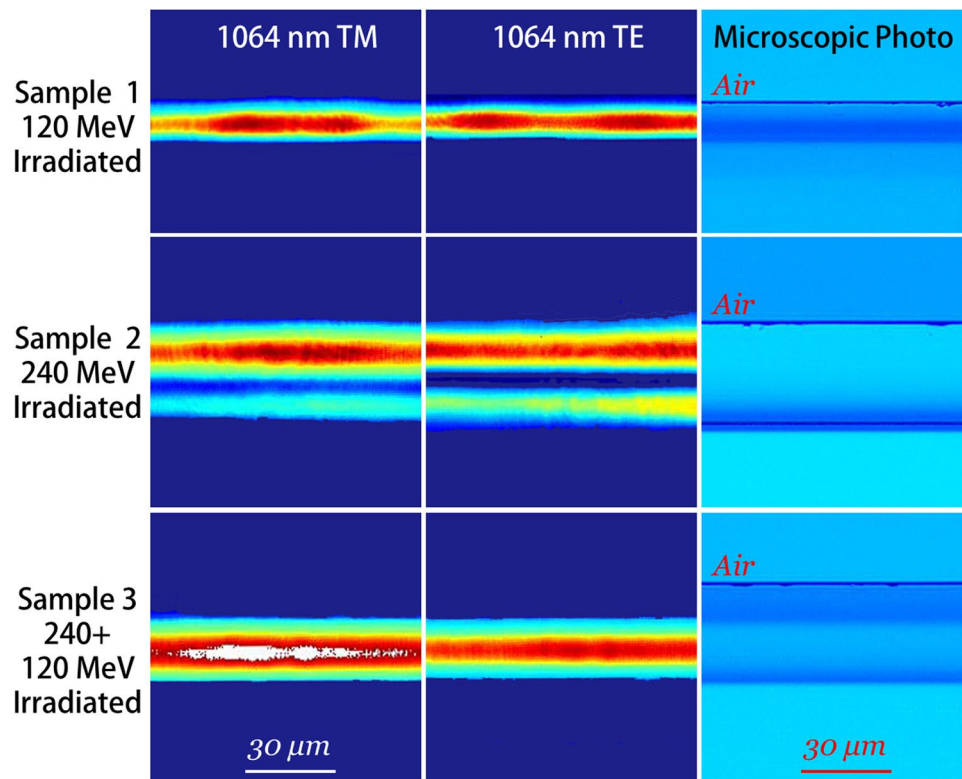 1064 nm TM
1064 nm TE
Microscopic Photo
Sample 1
120 MeV
Irradiated
Air
Sample 2
240 MeV
Irradiated
Air
Sample 3
240+
120 MeV
Irradiated
Air
30 μm
30 μm